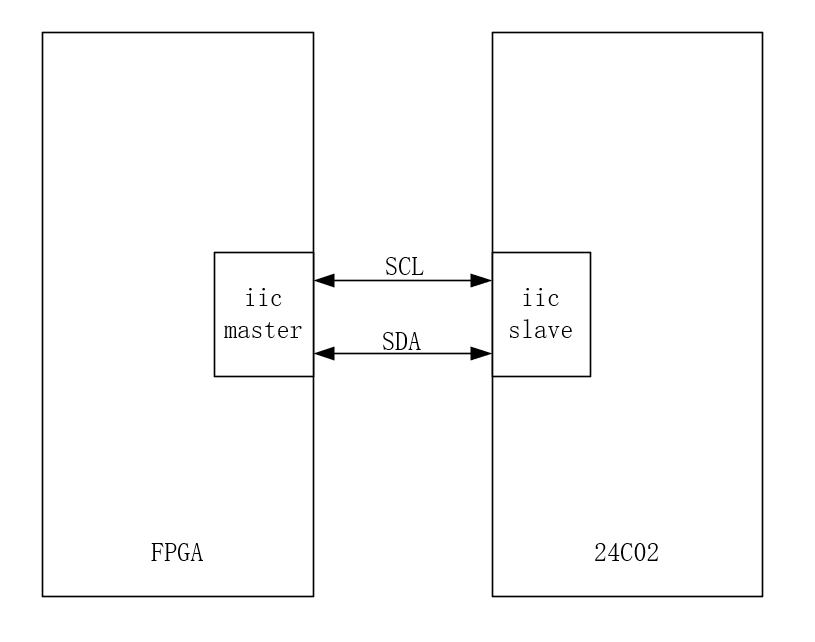 SCL
iic
master
iic
slave
SDA
FPGA
24C02